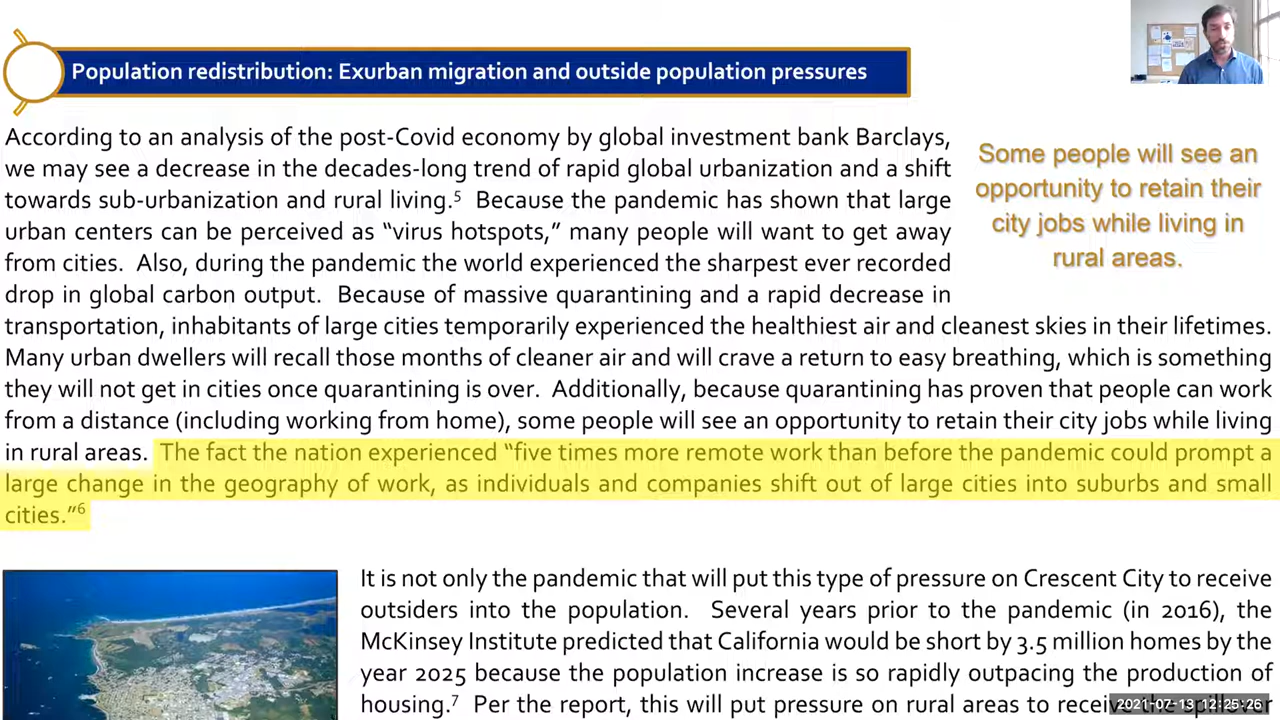 Population redistribution: Exurban migration and outside population pressures
According to an analysis of the post-Covid economy by global investment bank Barclays,
we may see a decrease in the decades-long trend of rapid global urbanization and a shift
towards sub-urbanization and rural living.⁵ Because the pandemic has shown that large
urban centers can be perceived as “virus hotspots,” many people will want to get away
from cities. Also, during the pandemic the world experienced the sharpest ever recorded
drop in global carbon output. Because of massive quarantining and a rapid decrease in
transportation, inhabitants of large cities temporarily experienced the healthiest air and cleanest skies in their lifetimes.
Many urban dwellers will recall those months of cleaner air and will crave a return to easy breathing, which is something
they will not get in cities once quarantining is over. Additionally, because quarantining has proven that people can work
from a distance (including working from home), some people will see an opportunity to retain their city jobs while living
in rural areas. The fact the nation experienced “five times more remote work than before the pandemic could prompt a
large change in the geography of work, as individuals and companies shift out of large cities into suburbs and small
cities.”⁶
Some people will see an
opportunity to retain their
city jobs while living in
rural areas.
It is not only the pandemic that will put this type of pressure on Crescent City to receive
outsiders into the population. Several years prior to the pandemic (in 2016), the
McKinsey Institute predicted that California would be short by 3.5 million homes by the
year 2025 because the population increase is so rapidly outpacing the production of
housing.⁷ Per the report, this will put pressure on rural areas to receive the spillover
2021-07-13 12:25:26